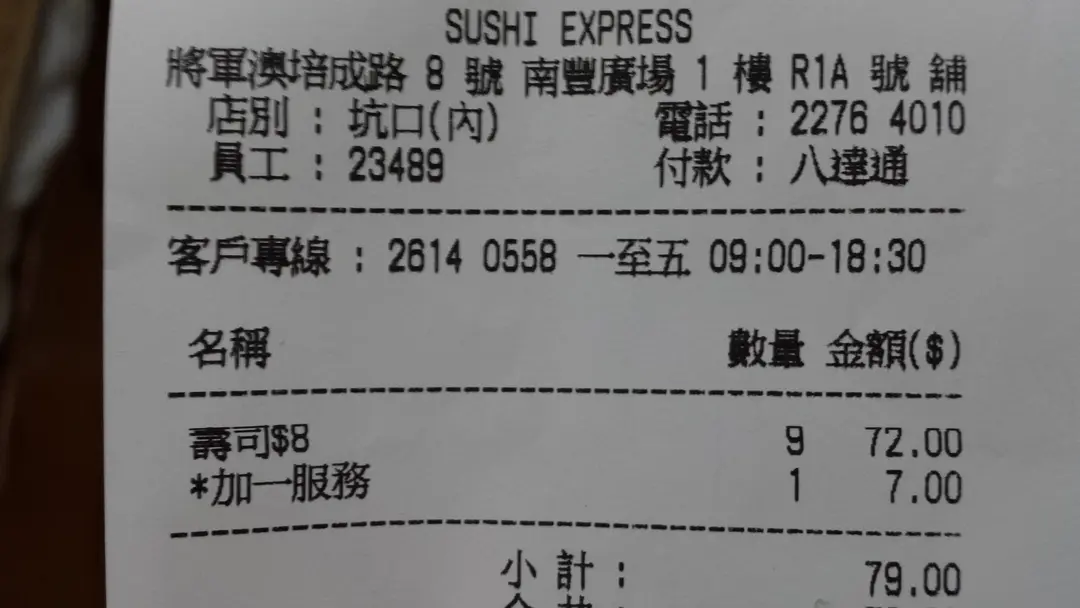 SUSHI EXPRESS
將軍澳培成路 8 號 南豐廣場 1 樓 R1A 號 舖
店別 : 坑口(內) 電話 : 2276 4010
員工 : 23489 付款 : 八達通
客戶專線 : 2614 0558 一至五 09:00-18:30
名稱 數量 金額($)
壽司$8 9 72.00
*加一服務 1 7.00
小 計 : 79.00